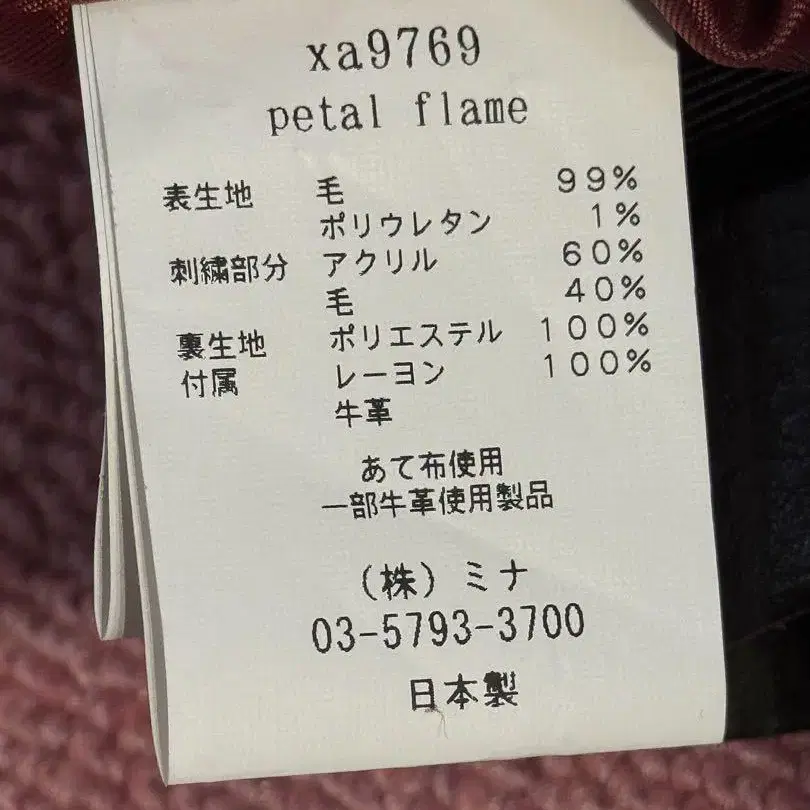 xa9769
petal flame
表生地 毛 99%
ポリウレタン 1%
刺繍部分 アクリル 60%
毛 40%
裏生地 ポリエステル 100%
付属 レーヨン 100%
牛革
あて布使用
一部牛革使用製品
(株)ミナ
03-5793-3700
日本製